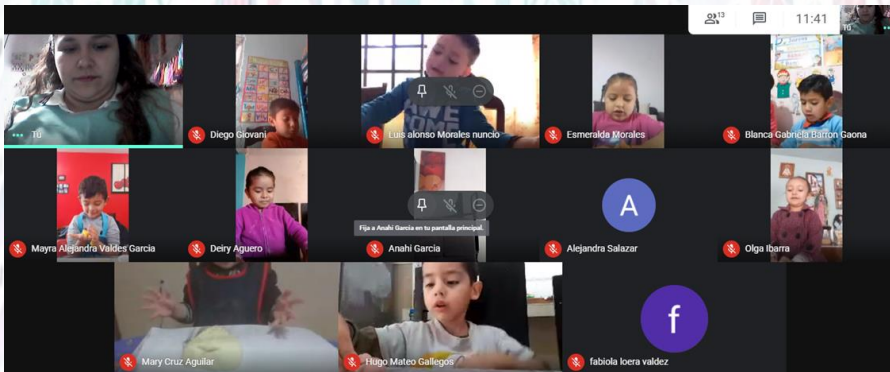 13
11:41
Tú
Tú
Diego Giovani
Luis alonso Morales nuncio
Esmeralda Morales
Blanca Gabriela Barron Gaona
Mayra Alejandra Valdes Garcia
Deiry Aguero
Fija a Anahi Garcia en tu pantalla principal.
Anahi Garcia
A
Alejandra Salazar
Olga Ibarra
Mary Cruz Aguilar
Hugo Mateo Gallegos
f
fabiola loera valdez